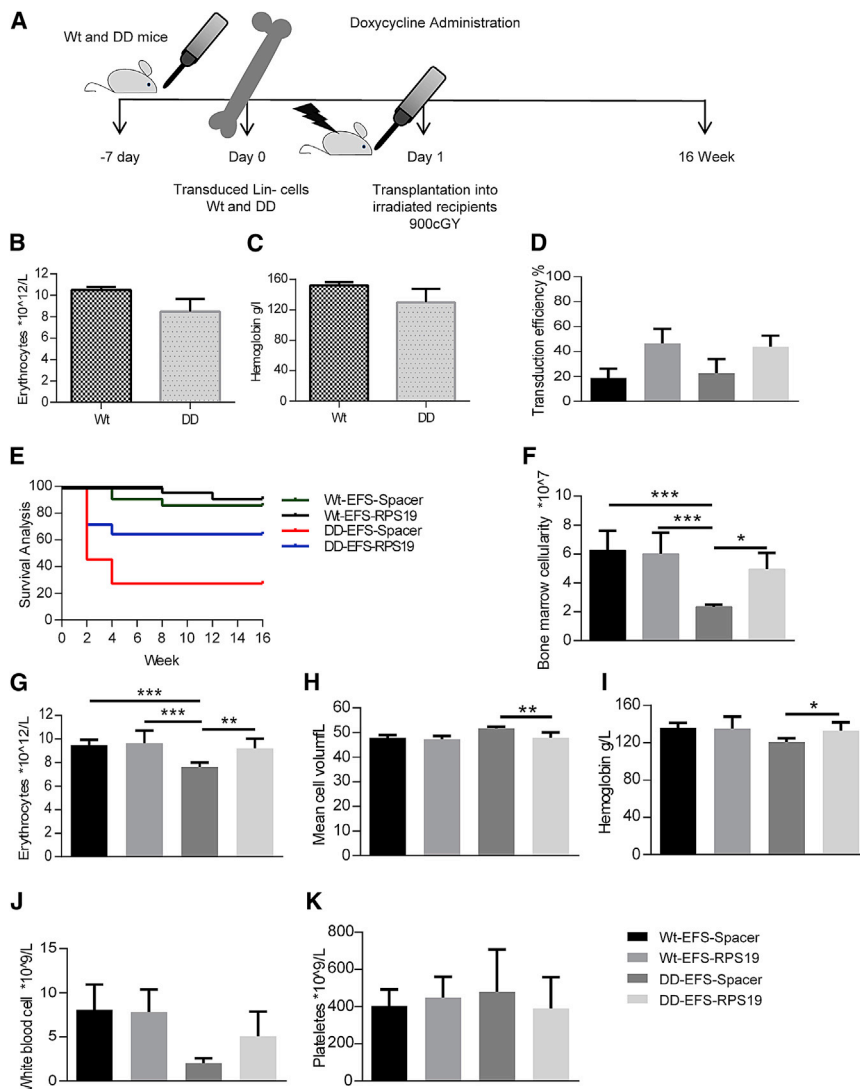 A
Wt and DD mice
Doxycycline Administration
-7 day
Day 0
Day 1
16 Week
Transduced Lin- cells
Wt and DD
Transplantation into
irradiated recipients
900cGY
B
Erythrocytes *10^12/L
12
10
8
6
4
2
0
Wt
DD
C
Hemoglobin g/l
160
120
80
40
0
Wt
DD
D
Transduction efficiency %
100
80
60
40
20
0
E
Survival Analysis
100
80
60
40
20
0
0 2 4 6 8 10 12 14 16
Week
Wt-EFS-Spacer
Wt-EFS-RPS19
DD-EFS-Spacer
DD-EFS-RPS19
F
Bone marrow cellularity *10^7
10
8
6
4
2
0
***
***
*
G
Erythrocytes *10^12/L
12
10
8
6
4
2
0
***
***
**
H
Mean cell volumfL
60
50
40
30
20
10
0
**
I
Hemoglobin g/L
160
120
80
40
0
*
J
White blood cell *10^9/L
15
10
5
0
K
Plateletes *10^9/L
800
600
400
200
0
Wt-EFS-Spacer
Wt-EFS-RPS19
DD-EFS-Spacer
DD-EFS-RPS19